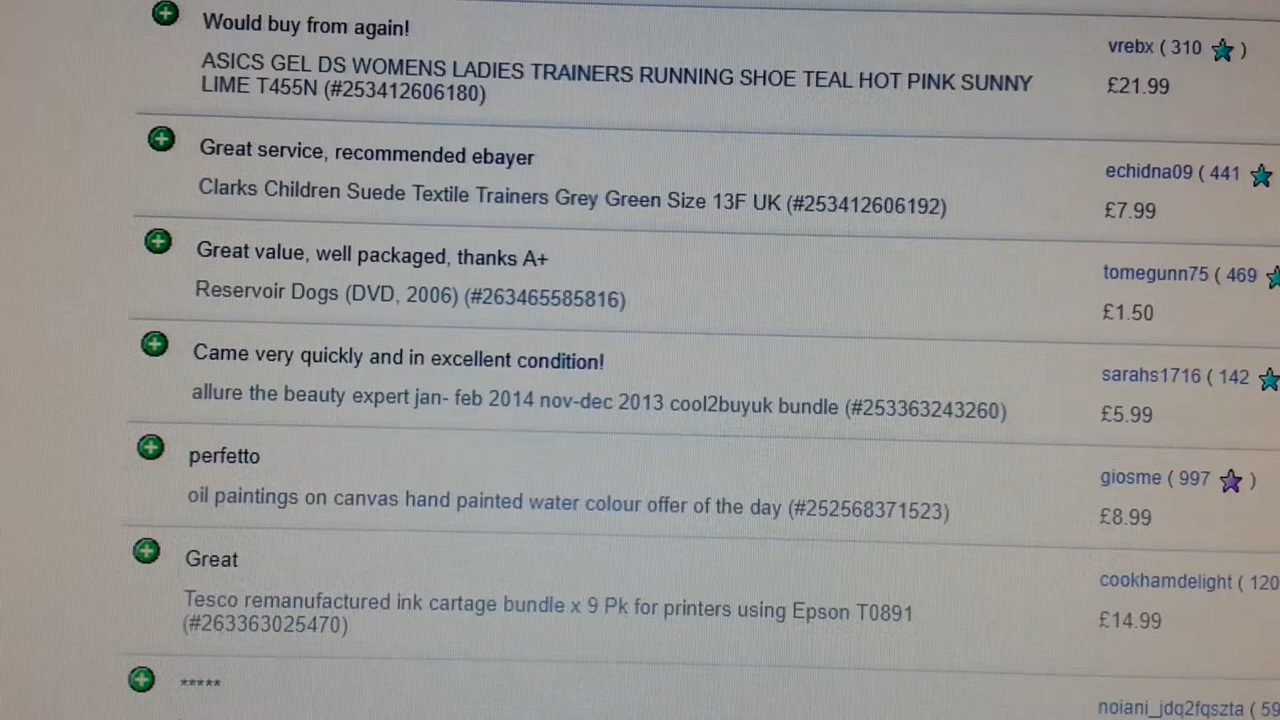 Would buy from again!
vrebx ( 310 )
ASICS GEL DS WOMENS LADIES TRAINERS RUNNING SHOE TEAL HOT PINK SUNNY
LIME T455N (#253412606180)
£21.99
Great service, recommended ebayer
echidna09 ( 441
Clarks Children Suede Textile Trainers Grey Green Size 13F UK (#253412606192)
£7.99
Great value, well packaged, thanks A+
tomegunn75 ( 469
Reservoir Dogs (DVD, 2006) (#263465585816)
£1.50
Came very quickly and in excellent condition!
sarahs1716 ( 142
allure the beauty expert jan- feb 2014 nov-dec 2013 cool2buyuk bundle (#253363243260)
£5.99
perfetto
giosme ( 997 )
oil paintings on canvas hand painted water colour offer of the day (#252568371523)
£8.99
Great
cookhamdelight ( 120
Tesco remanufactured ink cartage bundle x 9 Pk for printers using Epson T0891
(#263363025470)
£14.99
*****
noiani_jdq2fqszta ( 59